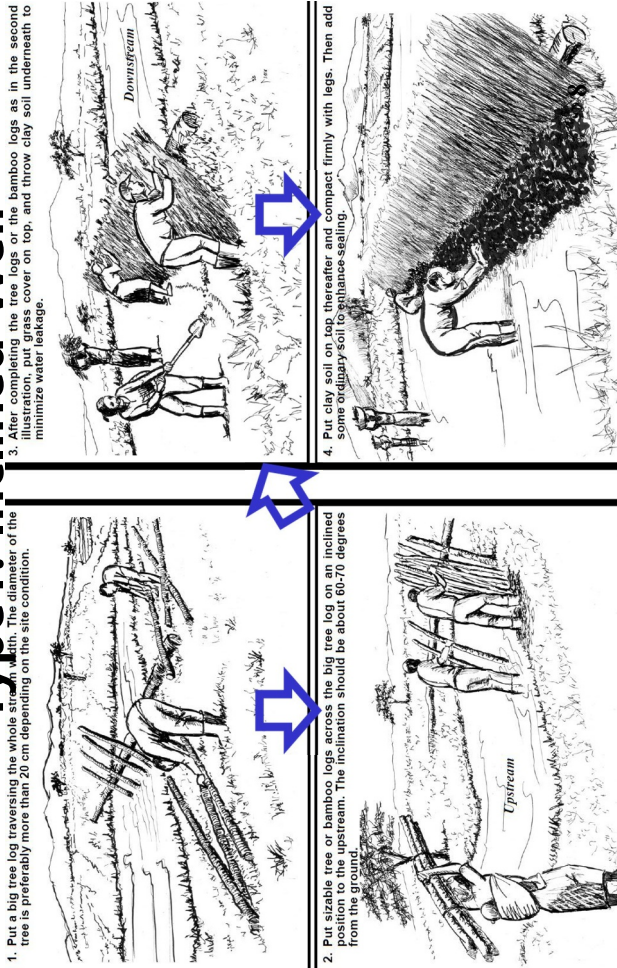 1. Put a big tree log traversing the whole stream width. The diameter of the
tree is preferably more than 20 cm depending on the site condition.
2. Put sizable tree or bamboo logs across the big tree log on an inclined
position to the upstream. The inclination should be about 60-70 degrees
from the ground.
Upstream
3. After completing the tree logs or the bamboo logs as in the second
illustration, put grass cover on top, and throw clay soil underneath to
minimize water leakage.
Downstream
4. Put clay soil on top thereafter and compact firmly with legs. Then add
some ordinary soil to enhance sealing.